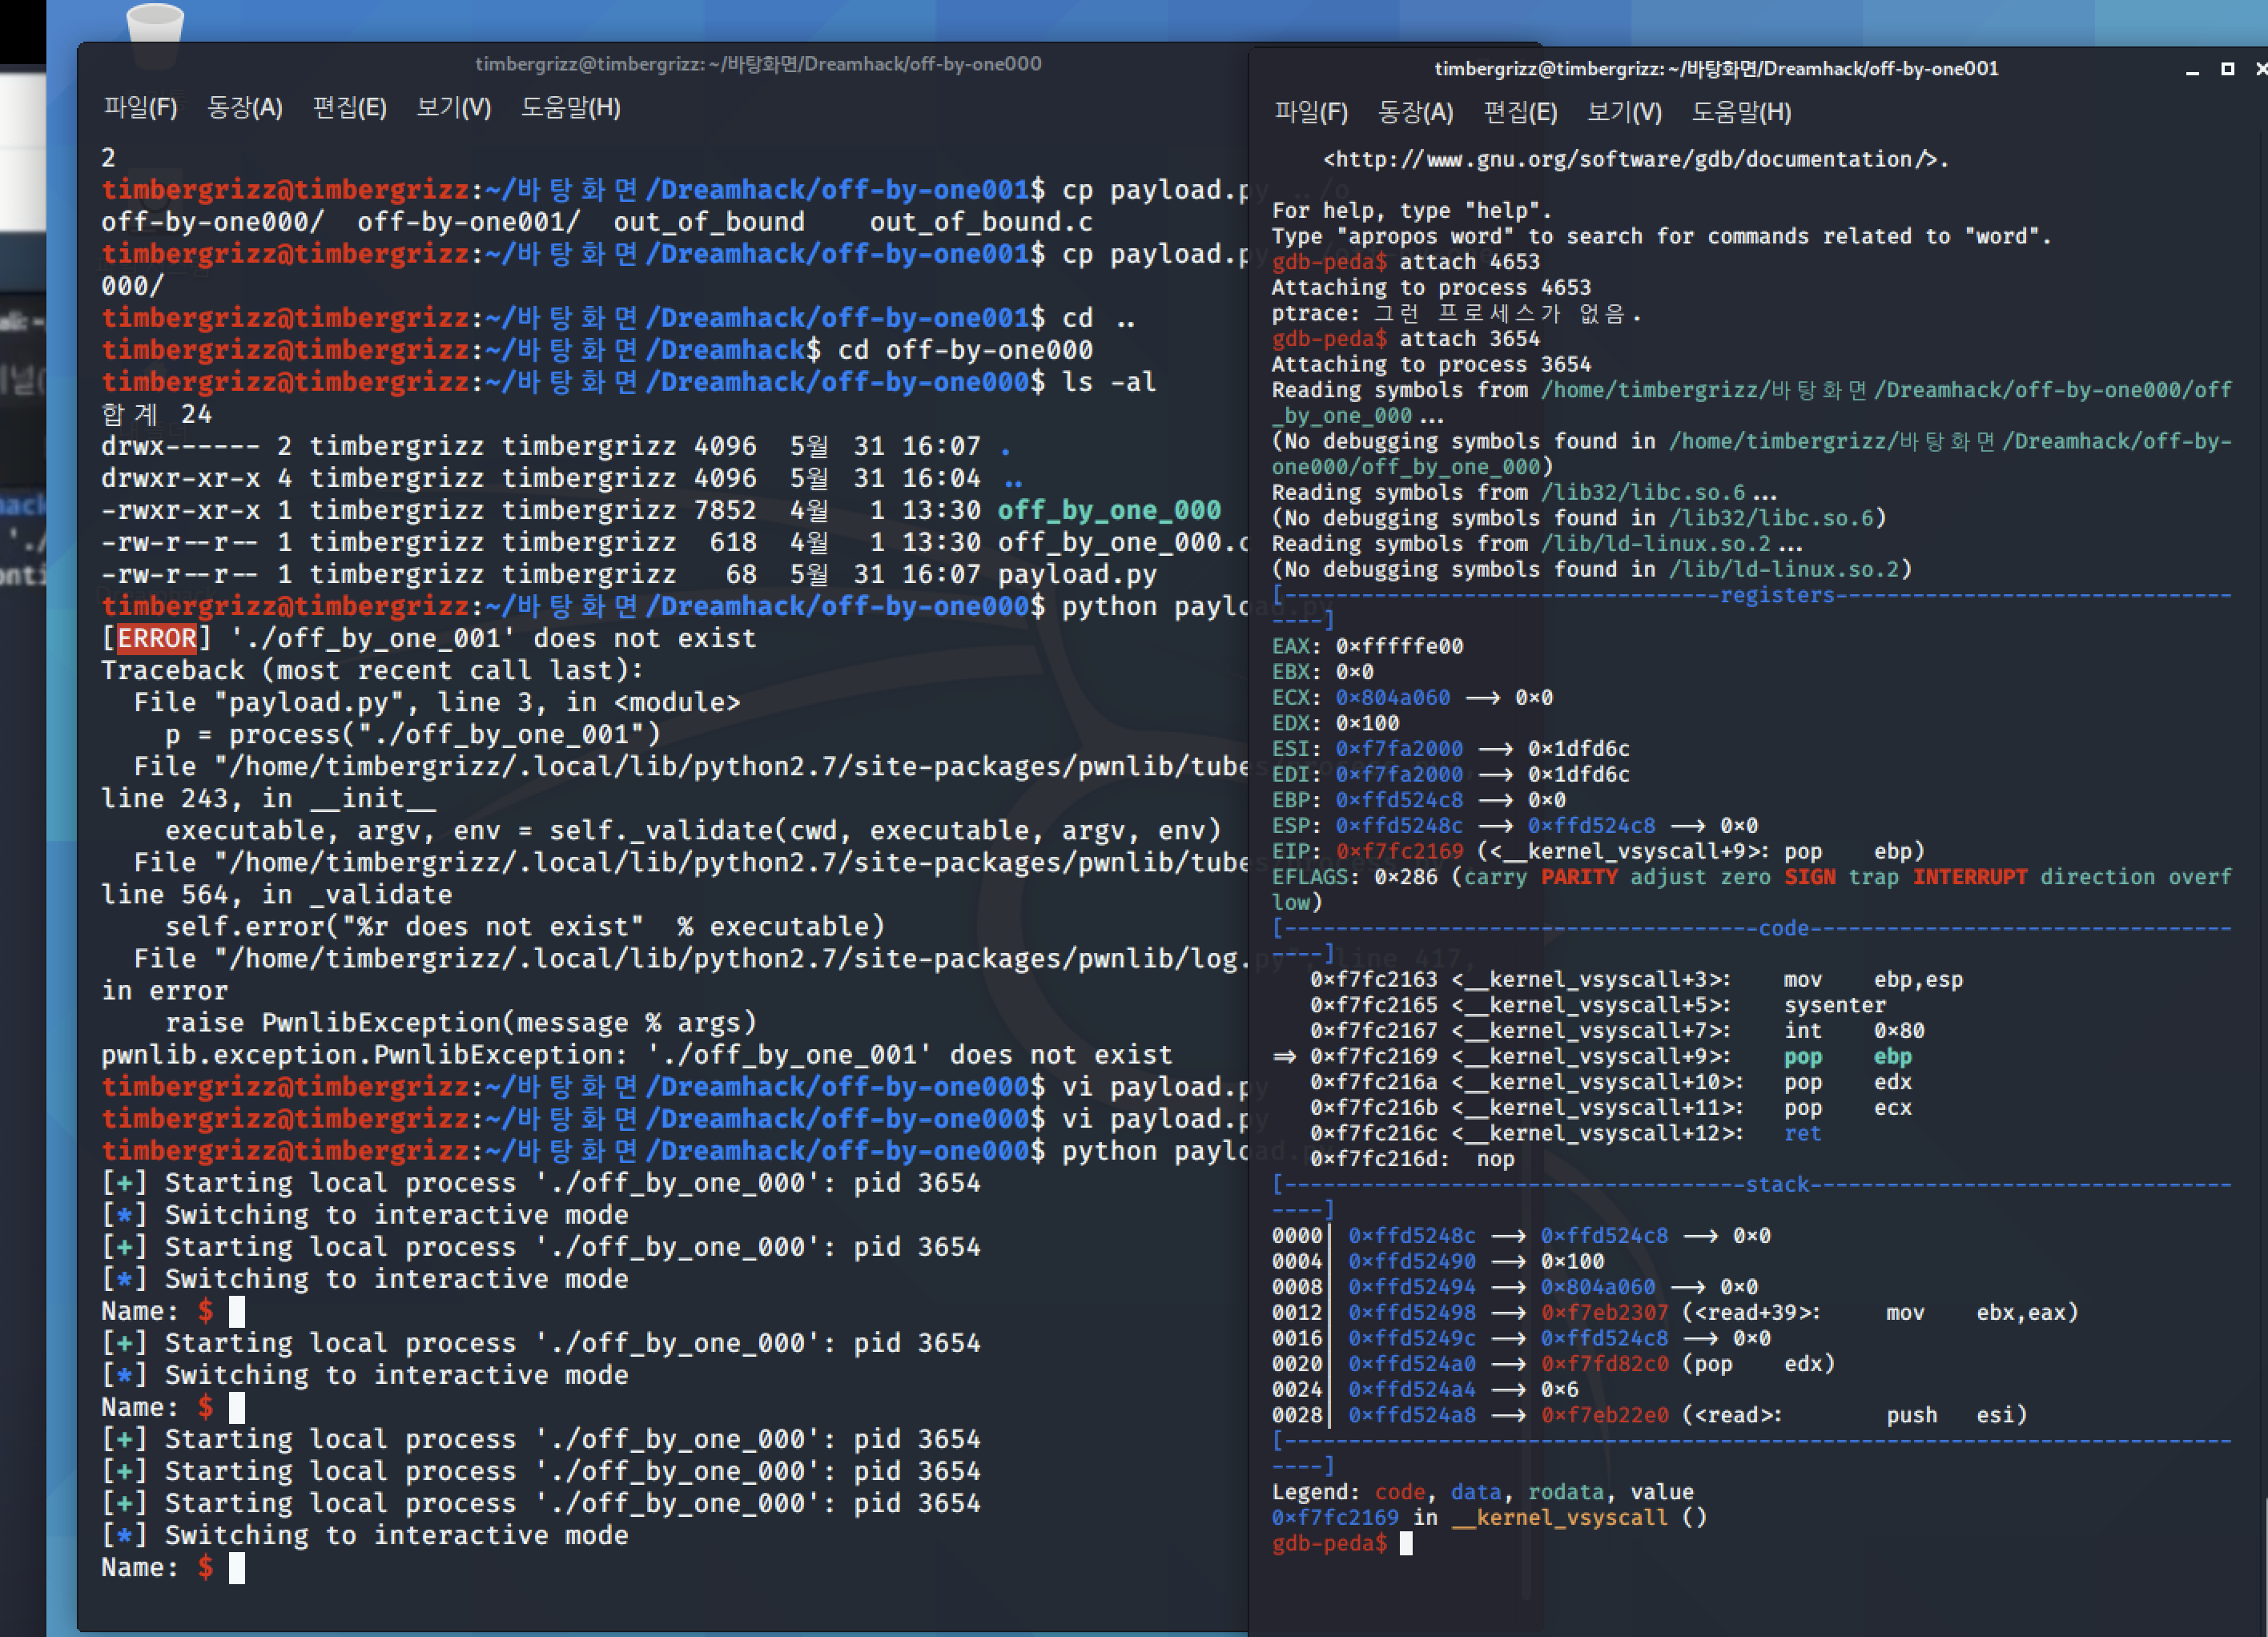 timbergrizz@timbergrizz: ~/바탕화면/Dreamhack/off-by-one000
파일(F) 동장(A) 편집(E) 보기(V) 도움말(H)
2
timbergrizz@timbergrizz:~/바탕화면/Dreamhack/off-by-one001$ cp payload.py ../o
off-by-one000/  off-by-one001/  out_of_bound    out_of_bound.c
timbergrizz@timbergrizz:~/바탕화면/Dreamhack/off-by-one001$ cp payload.p
000/
timbergrizz@timbergrizz:~/바탕화면/Dreamhack/off-by-one001$ cd ..
timbergrizz@timbergrizz:~/바탕화면/Dreamhack$ cd off-by-one000
timbergrizz@timbergrizz:~/바탕화면/Dreamhack/off-by-one000$ ls -al
합계 24
drwx------ 2 timbergrizz timbergrizz 4096  5월  31 16:07 .
drwxr-xr-x 4 timbergrizz timbergrizz 4096  5월  31 16:04 ..
-rwxr-xr-x 1 timbergrizz timbergrizz 7852  4월   1 13:30 off_by_one_000
-rw-r--r-- 1 timbergrizz timbergrizz  618  4월   1 13:30 off_by_one_000.c
-rw-r--r-- 1 timbergrizz timbergrizz   68  5월  31 16:07 payload.py
timbergrizz@timbergrizz:~/바탕화면/Dreamhack/off-by-one000$ python payload.py
[ERROR] './off_by_one_001' does not exist
Traceback (most recent call last):
  File "payload.py", line 3, in <module>
    p = process("./off_by_one_001")
  File "/home/timbergrizz/.local/lib/python2.7/site-packages/pwnlib/tubes/process.py",
line 243, in __init__
    executable, argv, env = self._validate(cwd, executable, argv, env)
  File "/home/timbergrizz/.local/lib/python2.7/site-packages/pwnlib/tubes/process.py",
line 564, in _validate
    self.error("%r does not exist"  % executable)
  File "/home/timbergrizz/.local/lib/python2.7/site-packages/pwnlib/log.py", line 417,
in error
    raise PwnlibException(message % args)
pwnlib.exception.PwnlibException: './off_by_one_001' does not exist
timbergrizz@timbergrizz:~/바탕화면/Dreamhack/off-by-one000$ vi payload.py
timbergrizz@timbergrizz:~/바탕화면/Dreamhack/off-by-one000$ vi payload.py
timbergrizz@timbergrizz:~/바탕화면/Dreamhack/off-by-one000$ python payload.py
[+] Starting local process './off_by_one_000': pid 3654
[*] Switching to interactive mode
[+] Starting local process './off_by_one_000': pid 3654
[*] Switching to interactive mode
Name: $
[+] Starting local process './off_by_one_000': pid 3654
[*] Switching to interactive mode
Name: $
[+] Starting local process './off_by_one_000': pid 3654
[+] Starting local process './off_by_one_000': pid 3654
[+] Starting local process './off_by_one_000': pid 3654
[*] Switching to interactive mode
Name: $
timbergrizz@timbergrizz: ~/바탕화면/Dreamhack/off-by-one001
파일(F) 동장(A) 편집(E) 보기(V) 도움말(H)
    <http://www.gnu.org/software/gdb/documentation/>.
For help, type "help".
Type "apropos word" to search for commands related to "word".
gdb-peda$ attach 4653
Attaching to process 4653
ptrace: 그런 프로세스가 없음.
gdb-peda$ attach 3654
Attaching to process 3654
Reading symbols from /home/timbergrizz/바탕화면/Dreamhack/off-by-one000/off
_by_one_000...
(No debugging symbols found in /home/timbergrizz/바탕화면/Dreamhack/off-by-
one000/off_by_one_000)
Reading symbols from /lib32/libc.so.6...
(No debugging symbols found in /lib32/libc.so.6)
Reading symbols from /lib/ld-linux.so.2...
(No debugging symbols found in /lib/ld-linux.so.2)
[----------------------------------registers-------------------------------
----]
EAX: 0xfffffe00
EBX: 0x0
ECX: 0x804a060 --> 0x0
EDX: 0x100
ESI: 0xf7fa2000 --> 0x1dfd6c
EDI: 0xf7fa2000 --> 0x1dfd6c
EBP: 0xffd524c8 --> 0x0
ESP: 0xffd5248c --> 0xffd524c8 --> 0x0
EIP: 0xf7fc2169 (<__kernel_vsyscall+9>: pop    ebp)
EFLAGS: 0x286 (carry PARITY adjust zero SIGN trap INTERRUPT direction overf
low)
[-------------------------------------code---------------------------------
----]
   0xf7fc2163 <__kernel_vsyscall+3>:    mov    ebp,esp
   0xf7fc2165 <__kernel_vsyscall+5>:    sysenter
   0xf7fc2167 <__kernel_vsyscall+7>:    int    0x80
=> 0xf7fc2169 <__kernel_vsyscall+9>:    pop    ebp
   0xf7fc216a <__kernel_vsyscall+10>:   pop    edx
   0xf7fc216b <__kernel_vsyscall+11>:   pop    ecx
   0xf7fc216c <__kernel_vsyscall+12>:   ret
   0xf7fc216d:  nop
[------------------------------------stack---------------------------------
----]
0000| 0xffd5248c --> 0xffd524c8 --> 0x0
0004| 0xffd52490 --> 0x100
0008| 0xffd52494 --> 0x804a060 --> 0x0
0012| 0xffd52498 --> 0xf7eb2307 (<read+39>:     mov    ebx,eax)
0016| 0xffd5249c --> 0xffd524c8 --> 0x0
0020| 0xffd524a0 --> 0xf7fd82c0 (pop    edx)
0024| 0xffd524a4 --> 0x6
0028| 0xffd524a8 --> 0xf7eb22e0 (<read>:        push   esi)
[--------------------------------------------------------------------------
----]
Legend: code, data, rodata, value
0xf7fc2169 in __kernel_vsyscall ()
gdb-peda$